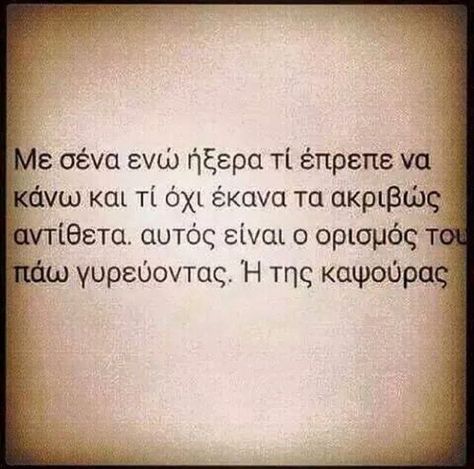 Με σένα ενώ ήξερα τί έπρεπε να
κάνω και τί όχι έκανα τα ακριβώς
αντίθετα. αυτός είναι ο ορισμός του
πάω γυρεύοντας. Ή της καψούρας